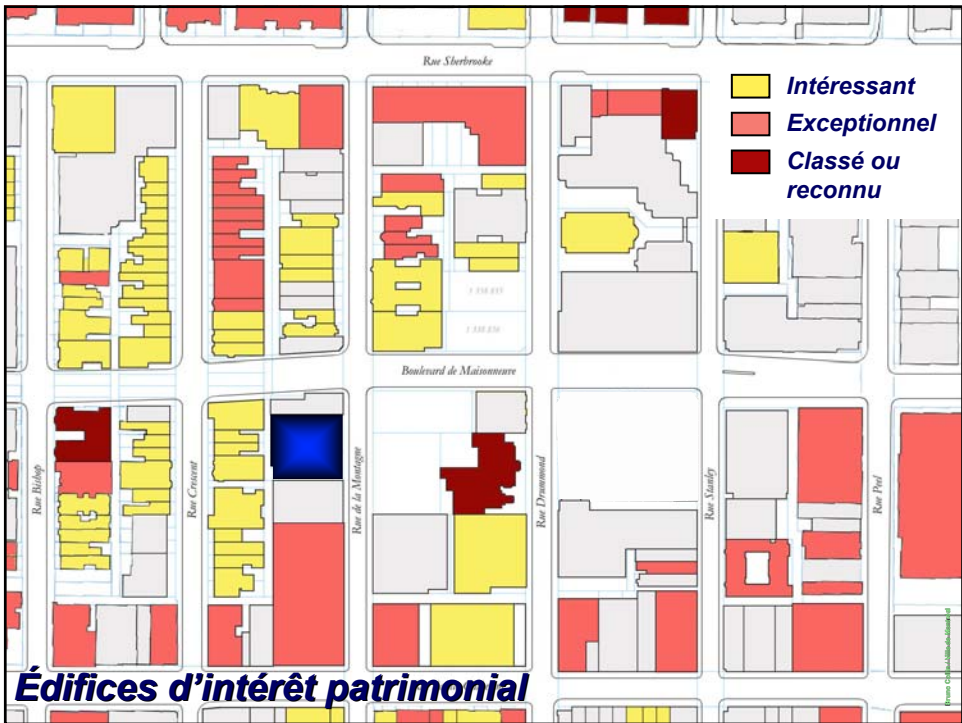 Rue Sherbrooke
Intéressant
Exceptionnel
Classé ou
reconnu
Boulevard de Maisonneuve
Rue Bishop
Rue Crescent
Rue de la Montagne
Rue Drummond
Rue Stanley
Rue Peel
Édifices d'intérêt patrimonial